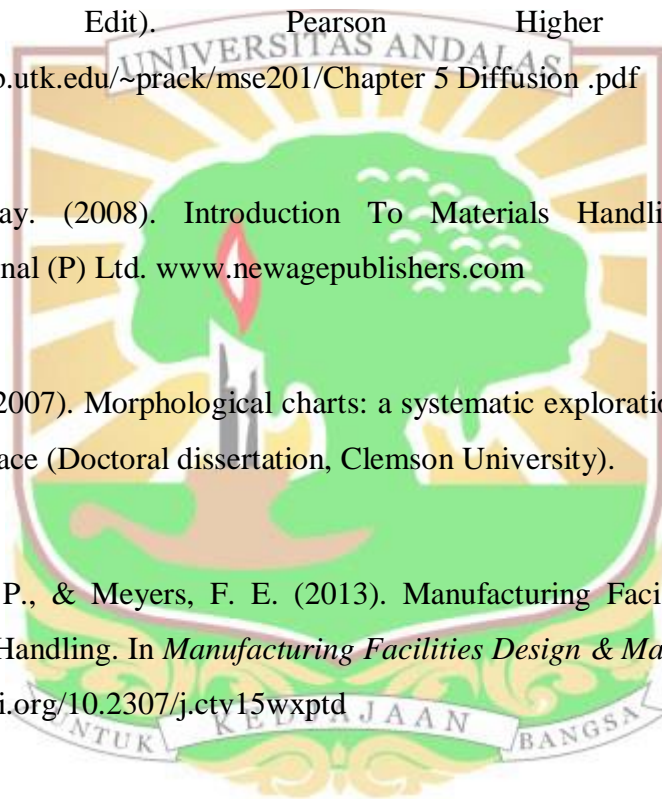 Edit). Pearson Higher
UNIVERSITAS ANDALAS
o.utk.edu/~prack/mse201/Chapter 5 Diffusion .pdf
ay. (2008). Introduction To Materials Handli
nal (P) Ltd. www.newagepublishers.com
2007). Morphological charts: a systematic exploratio
ace (Doctoral dissertation, Clemson University).
P., & Meyers, F. E. (2013). Manufacturing Faci
Handling. In Manufacturing Facilities Design & Ma
i.org/10.2307/j.ctv15wxptd
UNTUK KEDJAJAAN BANGSA